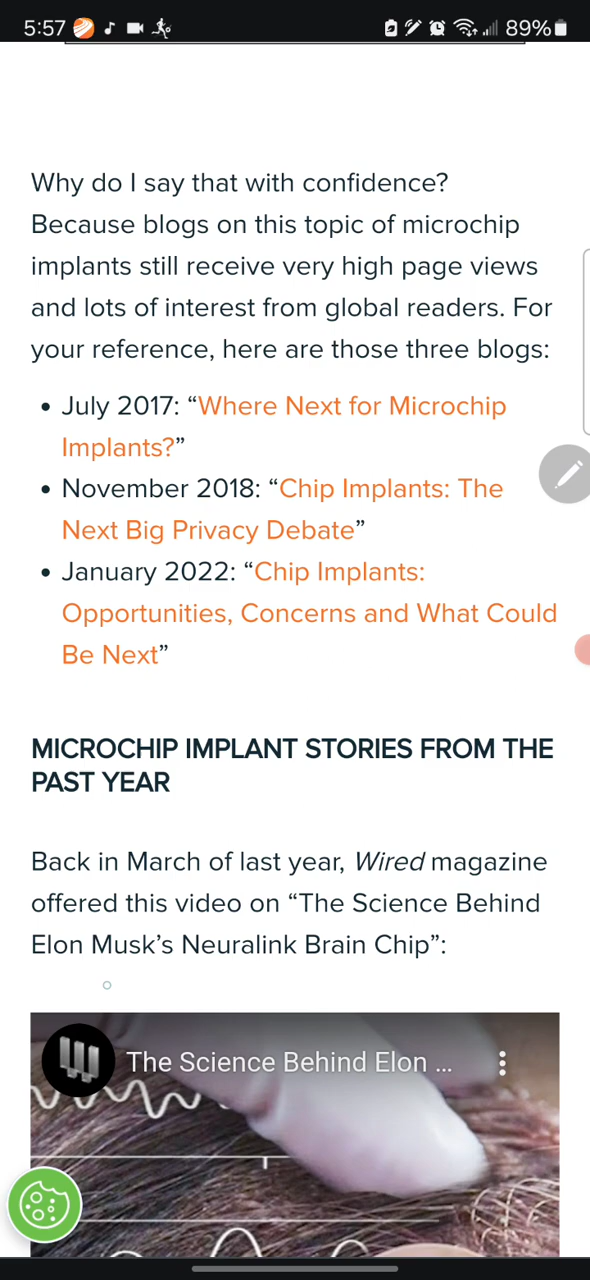 5:57 89%
Why do I say that with confidence?
Because blogs on this topic of microchip
implants still receive very high page views
and lots of interest from global readers. For
your reference, here are those three blogs:
• July 2017: “Where Next for Microchip
Implants?”
• November 2018: “Chip Implants: The
Next Big Privacy Debate”
• January 2022: “Chip Implants:
Opportunities, Concerns and What Could
Be Next”
MICROCHIP IMPLANT STORIES FROM THE
PAST YEAR
Back in March of last year, Wired magazine
offered this video on “The Science Behind
Elon Musk’s Neuralink Brain Chip”:
The Science Behind Elon ...